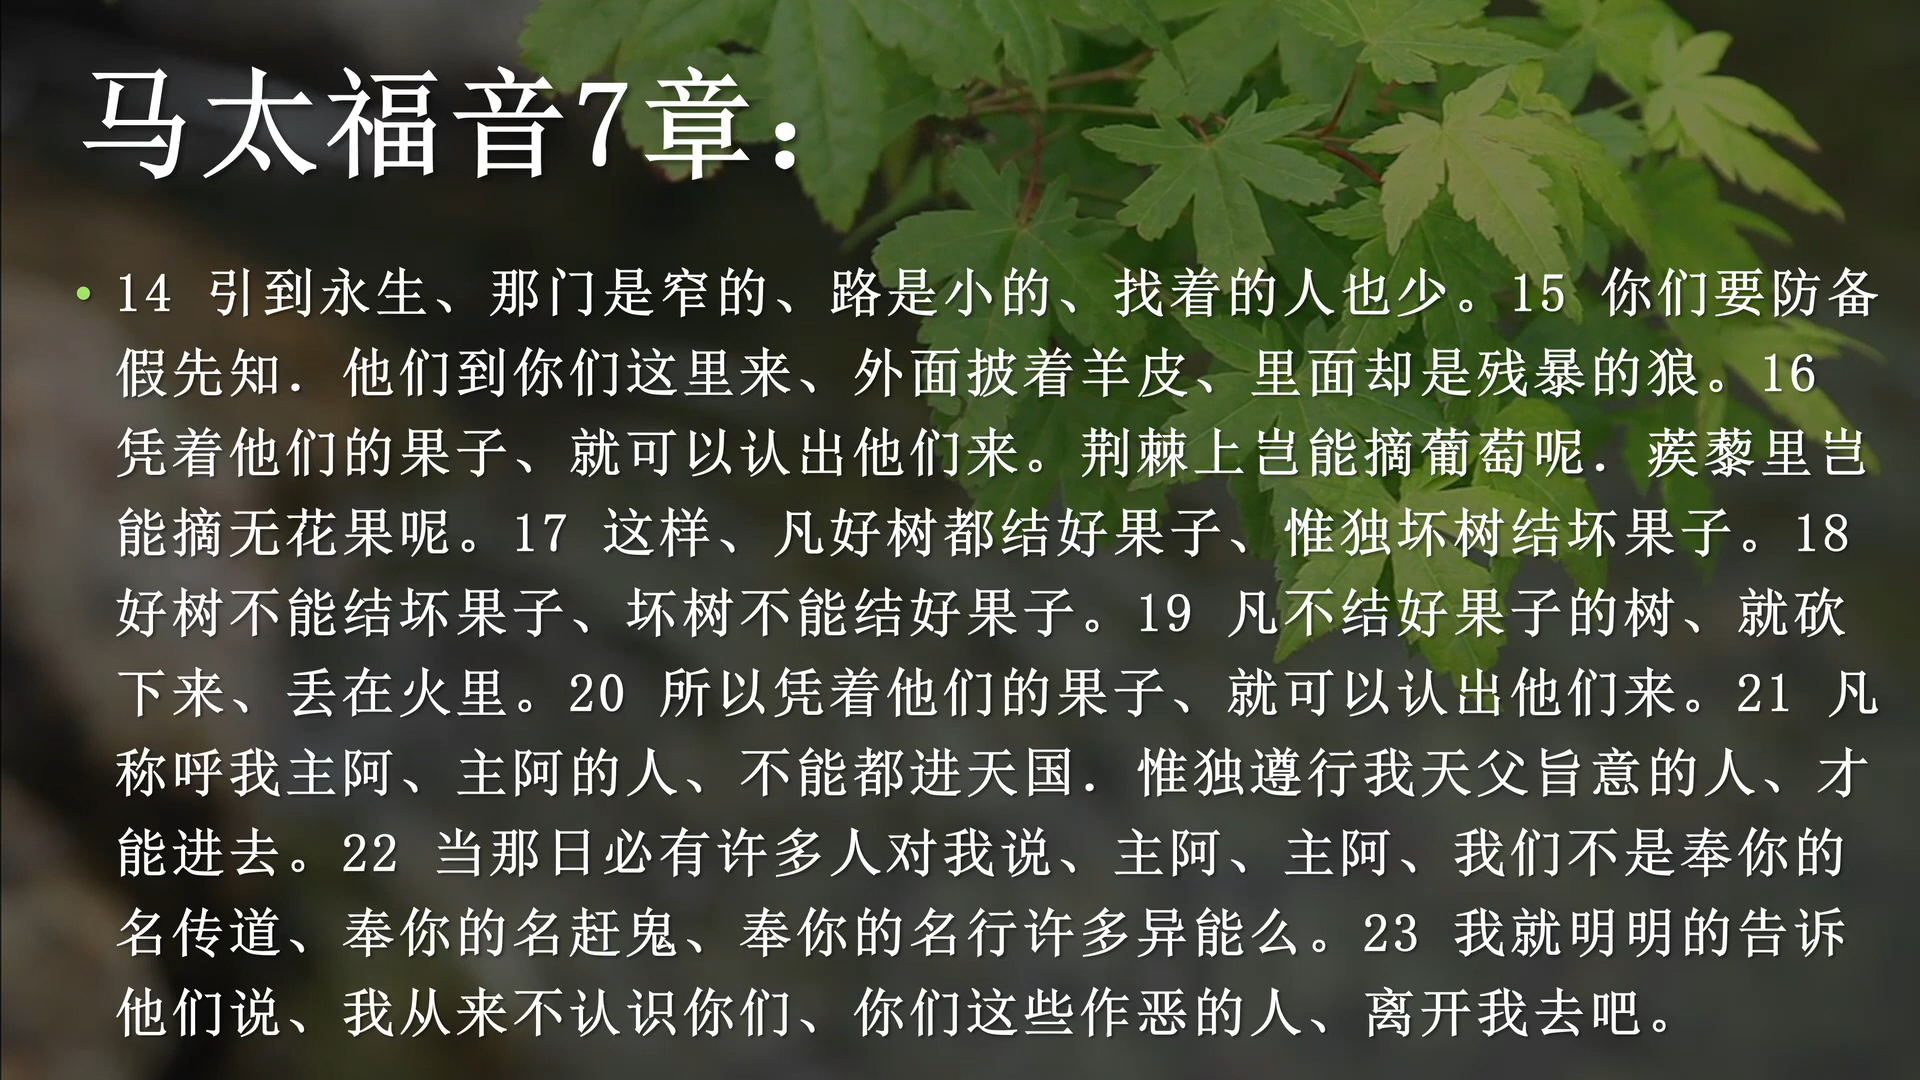 马太福音7章：
• 14 引到永生、那门是窄的、路是小的、找着的人也少。15 你们要防备
假先知．他们到你们这里来、外面披着羊皮、里面却是残暴的狼。16
凭着他们的果子、就可以认出他们来。荆棘上岂能摘葡萄呢．蒺藜里岂
能摘无花果呢。17 这样、凡好树都结好果子、惟独坏树结坏果子。18
好树不能结坏果子、坏树不能结好果子。19 凡不结好果子的树、就砍
下来、丢在火里。20 所以凭着他们的果子、就可以认出他们来。21 凡
称呼我主阿、主阿的人、不能都进天国．惟独遵行我天父旨意的人、才
能进去。22 当那日必有许多人对我说、主阿、主阿、我们不是奉你的
名传道、奉你的名赶鬼、奉你的名行许多异能么。23 我就明明的告诉
他们说、我从来不认识你们、你们这些作恶的人、离开我去吧。